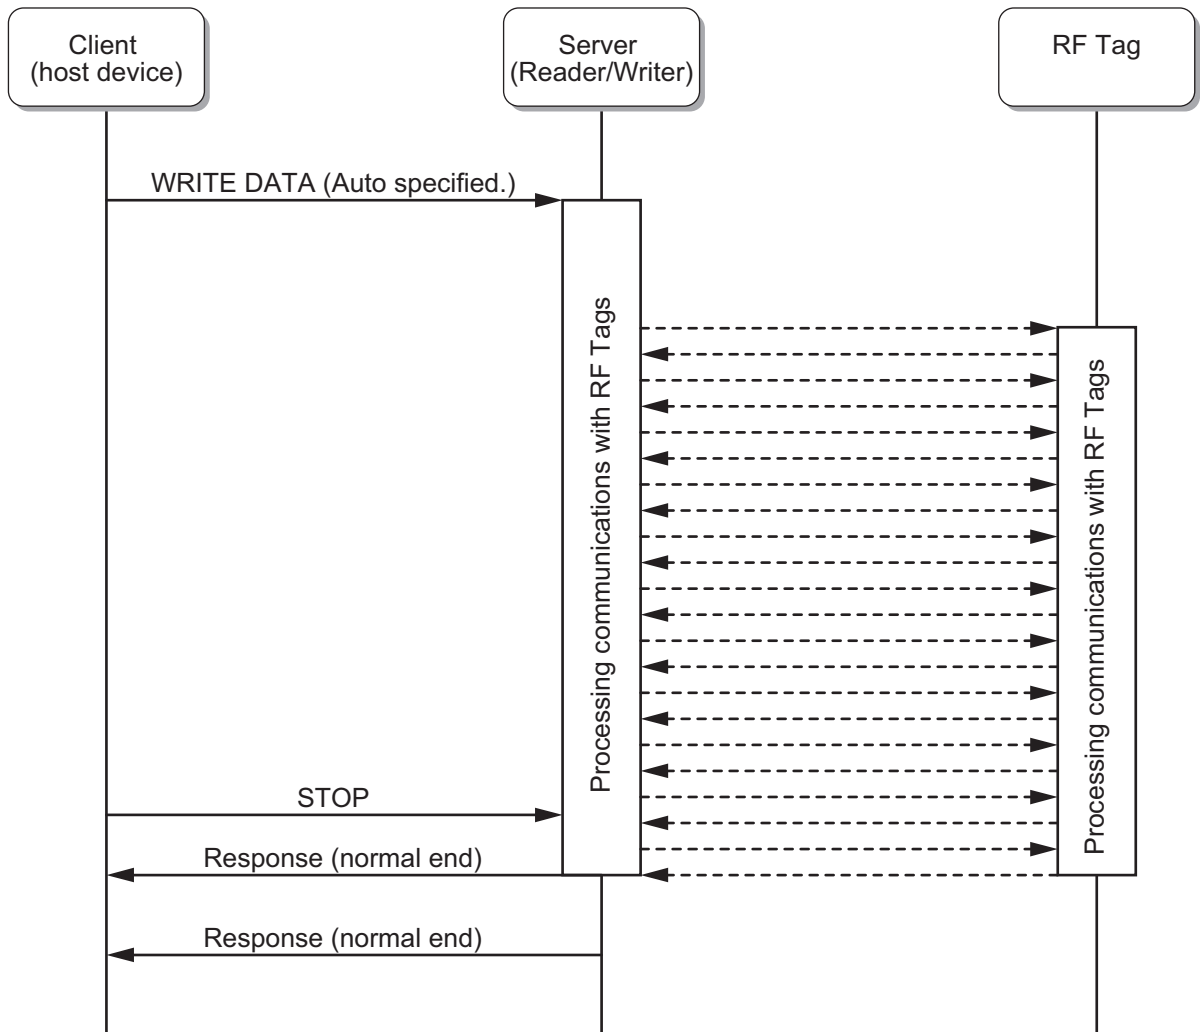 Client
(host device)
Server
(Reader/Writer)
RF Tag
WRITE DATA (Auto specified.)
Processing communications with RF Tags
Processing communications with RF Tags
STOP
Response (normal end)
Response (normal end)